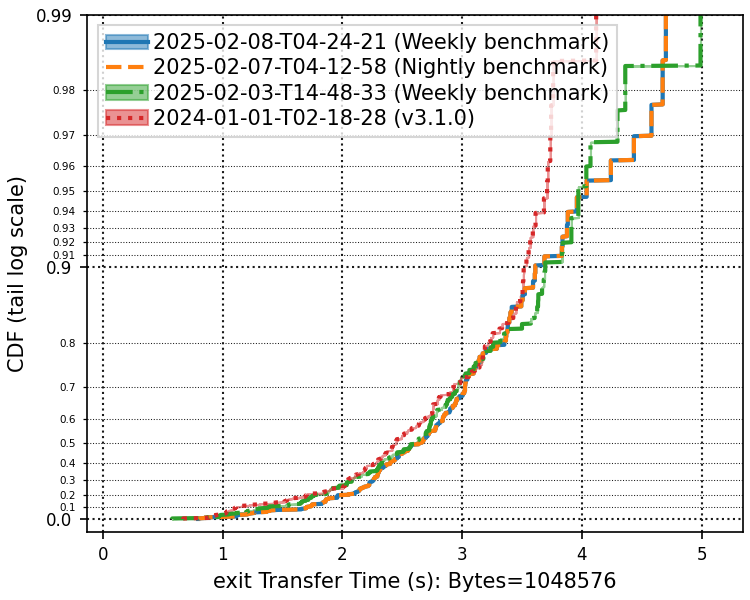 0.99
2025-02-08-T04-24-21 (Weekly benchmark)
2025-02-07-T04-12-58 (Nightly benchmark)
2025-02-03-T14-48-33 (Weekly benchmark)
2024-01-01-T02-18-28 (v3.1.0)
0.98
0.97
0.96
0.95
0.94
0.93
0.92
0.91
0.9
0.8
0.7
0.6
0.5
0.4
0.3
0.2
0.1
0.0
CDF (tail log scale)
0 1 2 3 4 5
exit Transfer Time (s): Bytes=1048576